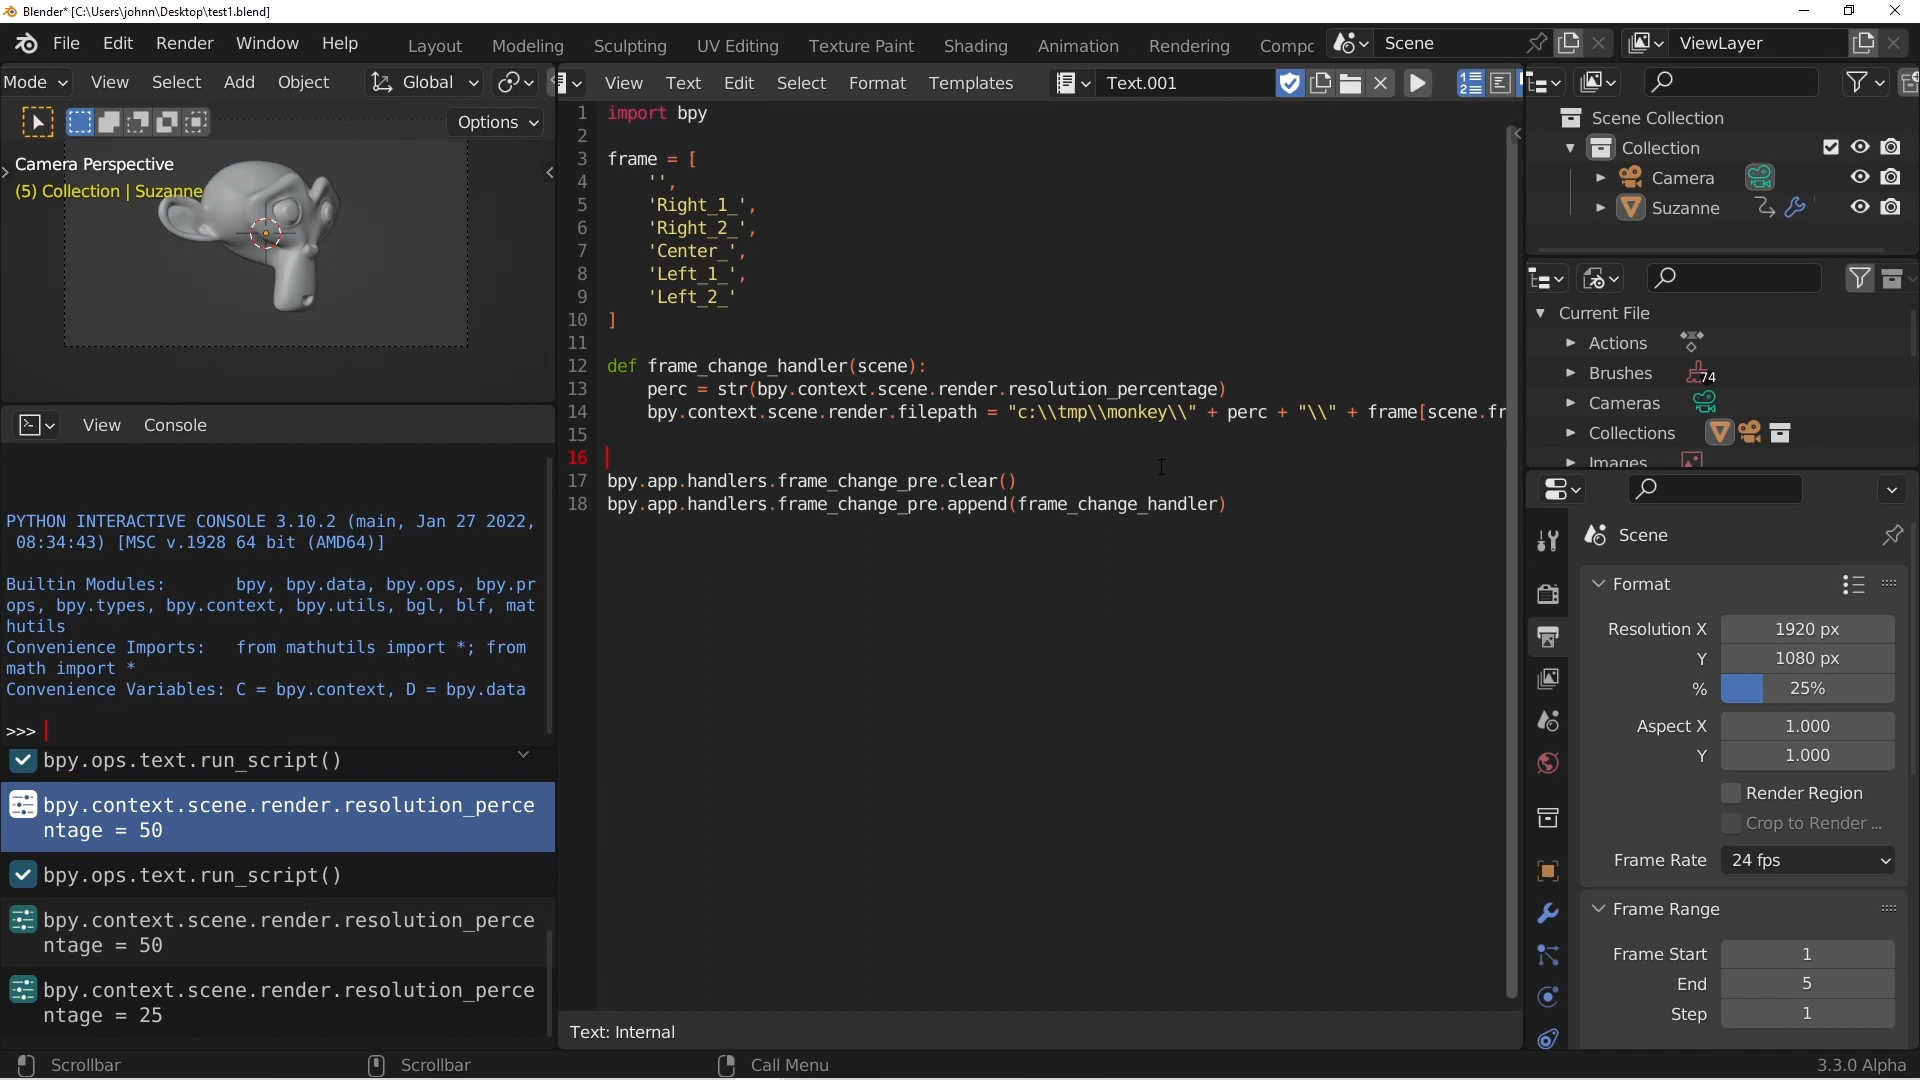 Blender* [C:\Users\johnn\Desktop\test1.blend]
File Edit Render Window Help Layout Modeling Sculpting UV Editing Texture Paint Shading Animation Rendering Compc Scene ViewLayer
Mode View Select Add Object Global
Options
Camera Perspective
(5) Collection | Suzanne
View Text Edit Select Format Templates Text.001
1 import bpy
2
3 frame = [
4 '',
5 'Right_1_',
6 'Right_2_',
7 'Center_',
8 'Left_1_',
9 'Left_2_'
10 ]
11
12 def frame_change_handler(scene):
13 perc = str(bpy.context.scene.render.resolution_percentage)
14 bpy.context.scene.render.filepath = "c:\\tmp\\monkey\\" + perc + "\\" + frame[scene.fr
15
16
17 bpy.app.handlers.frame_change_pre.clear()
18 bpy.app.handlers.frame_change_pre.append(frame_change_handler)
Text: Internal
View Console
PYTHON INTERACTIVE CONSOLE 3.10.2 (main, Jan 27 2022,
08:34:43) [MSC v.1928 64 bit (AMD64)]
Builtin Modules: bpy, bpy.data, bpy.ops, bpy.pr
ops, bpy.types, bpy.context, bpy.utils, bgl, blf, mat
hutils
Convenience Imports: from mathutils import *; from
math import *
Convenience Variables: C = bpy.context, D = bpy.data
>>>
bpy.ops.text.run_script()
bpy.context.scene.render.resolution_perce
ntage = 50
bpy.ops.text.run_script()
bpy.context.scene.render.resolution_perce
ntage = 50
bpy.context.scene.render.resolution_perce
ntage = 25
Scene Collection
Collection
Camera
Suzanne
Current File
Actions
Brushes 74
Cameras
Collections
Images
Scene
Format
Resolution X 1920 px
Y 1080 px
% 25%
Aspect X 1.000
Y 1.000
Render Region
Crop to Render ...
Frame Rate 24 fps
Frame Range
Frame Start 1
End 5
Step 1
Scrollbar Scrollbar Call Menu 3.3.0 Alpha